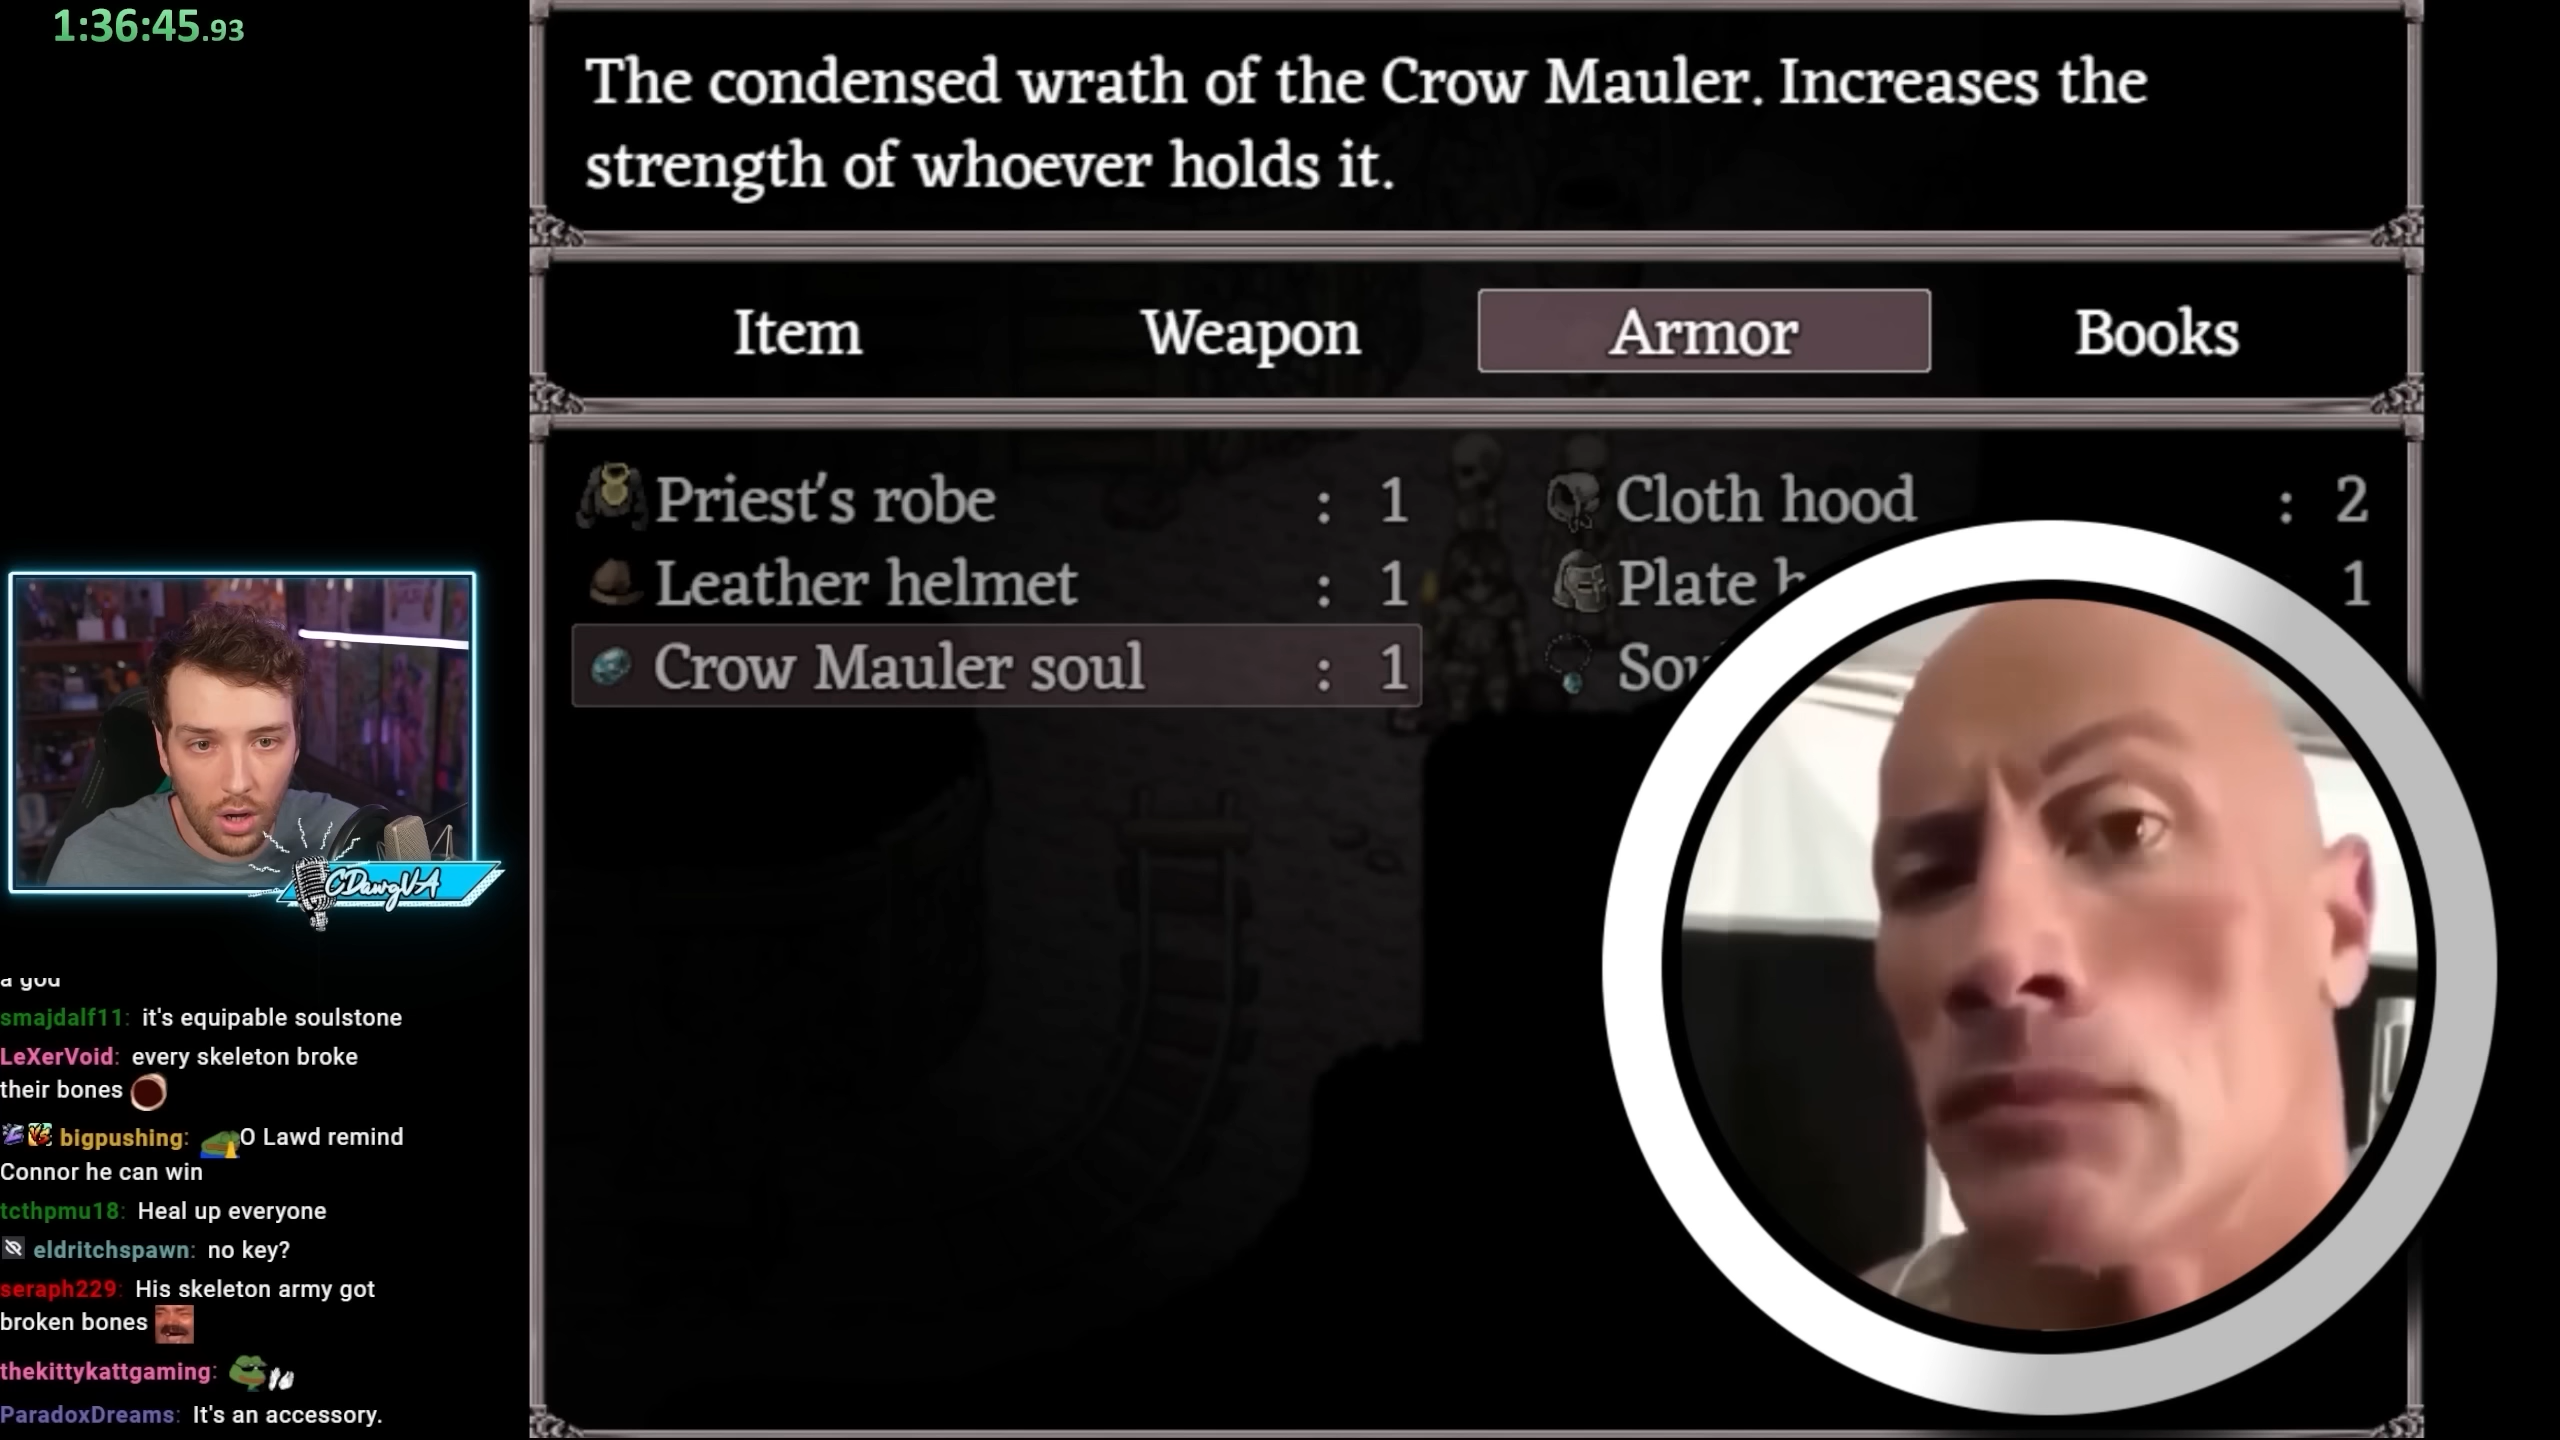 1:36:45.93
The condensed wrath of the Crow Mauler. Increases the
strength of whoever holds it.
Item Weapon Armor Books
Priest's robe : 1 Cloth hood : 2
Leather helmet : 1 Plate 1
Crow Mauler soul : 1
CDawgVA
a you
smajdalf11: it's equipable soulstone
LeXerVoid: every skeleton broke
their bones
bigpushing: O Lawd remind
Connor he can win
tcthpmu18: Heal up everyone
eldritchspawn: no key?
seraph229: His skeleton army got
broken bones
thekittykattgaming:
ParadoxDreams: It's an accessory.